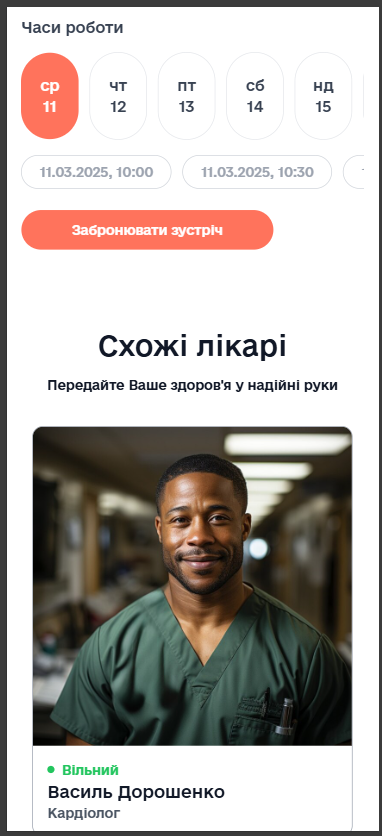 Часи роботи
ср чт пт сб нд
11 12 13 14 15
11.03.2025, 10:00 11.03.2025, 10:30
Забронювати зустріч
Схожі лікарі
Передайте Ваше здоров'я у надійні руки
Вільний
Василь Дорошенко
Кардіолог